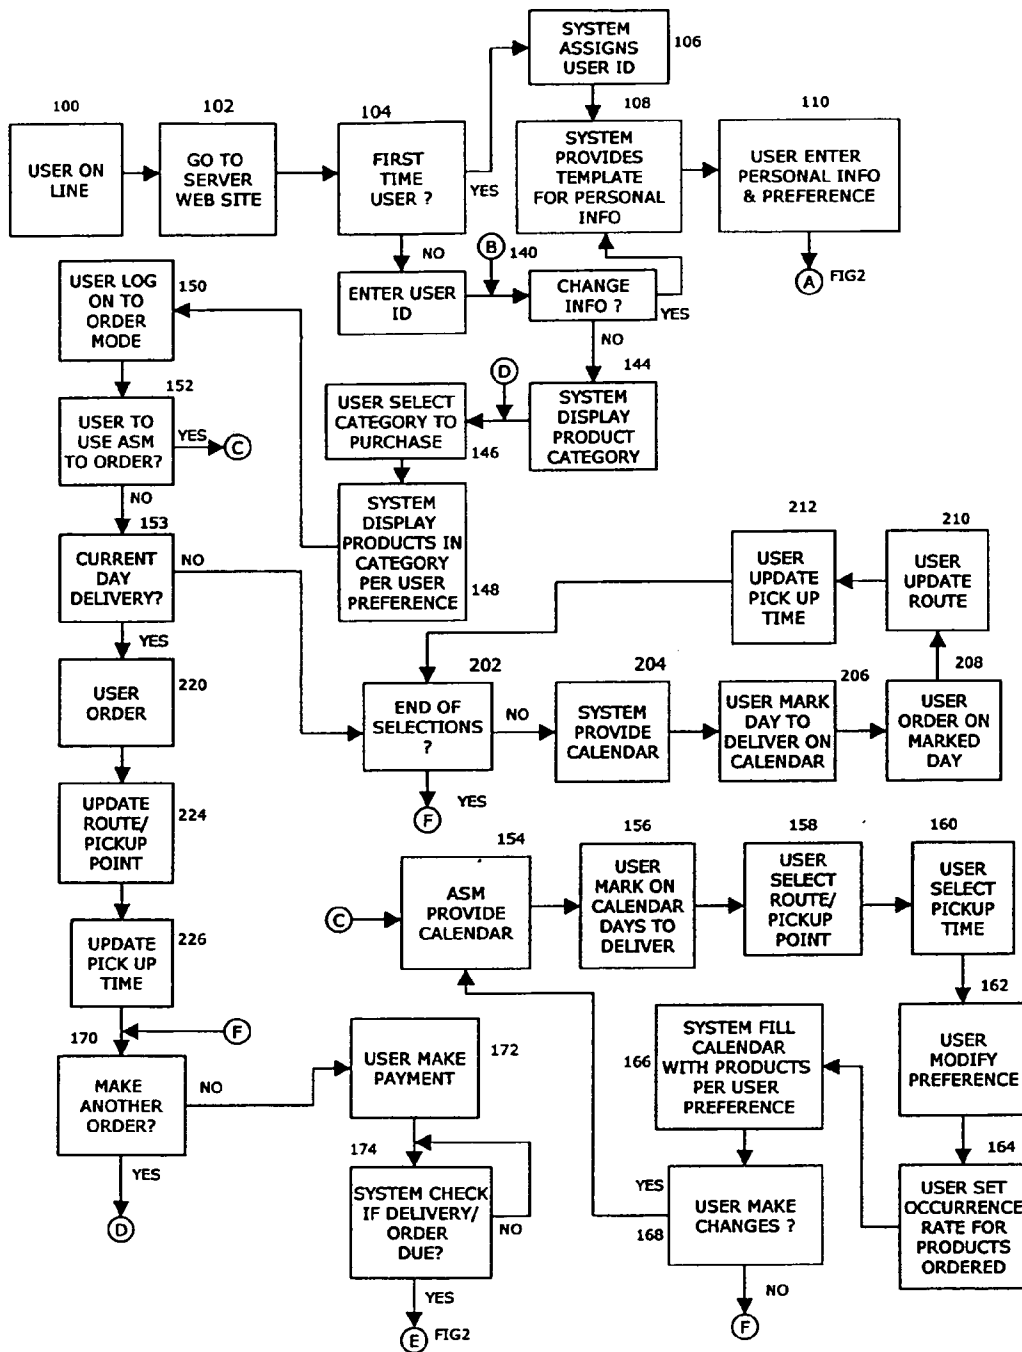 SYSTEM
ASSIGNS
USER ID
106
100
102
104
108
110
USER ON
LINE
GO TO
SERVER
WEB SITE
FIRST
TIME
USER ?
YES
SYSTEM
PROVIDES
TEMPLATE
FOR PERSONAL
INFO
USER ENTER
PERSONAL INFO
& PREFERENCE
NO
B
140
A
FIG2
ENTER USER
ID
CHANGE
INFO ?
YES
NO
USER LOG
ON TO
ORDER
MODE
150
144
D
SYSTEM
DISPLAY
PRODUCT
CATEGORY
USER SELECT
CATEGORY TO
PURCHASE
146
152
USER TO
USE ASM
TO ORDER?
YES
C
NO
SYSTEM
DISPLAY
PRODUCTS IN
CATEGORY
PER USER
PREFERENCE
148
153
CURRENT
DAY
DELIVERY?
NO
YES
212
210
USER
UPDATE
PICK UP
TIME
USER
UPDATE
ROUTE
USER
ORDER
220
202
204
206
208
END OF
SELECTIONS
?
NO
SYSTEM
PROVIDE
CALENDAR
USER MARK
DAY TO
DELIVER ON
CALENDAR
USER
ORDER ON
MARKED
DAY
YES
F
UPDATE
ROUTE/
PICKUP
POINT
224
154
156
158
160
C
ASM
PROVIDE
CALENDAR
USER
MARK ON
CALENDAR
DAYS TO
DELIVER
USER
SELECT
ROUTE/
PICKUP
POINT
USER
SELECT
PICKUP
TIME
UPDATE
PICK UP
TIME
226
162
F
170
MAKE
ANOTHER
ORDER?
NO
YES
D
USER MAKE
PAYMENT
172
166
SYSTEM FILL
CALENDAR
WITH PRODUCTS
PER USER
PREFERENCE
USER
MODIFY
PREFERENCE
164
174
SYSTEM CHECK
IF DELIVERY/
ORDER
DUE?
NO
YES
E
FIG2
YES
168
USER MAKE
CHANGES ?
NO
F
USER SET
OCCURRENCE
RATE FOR
PRODUCTS
ORDERED